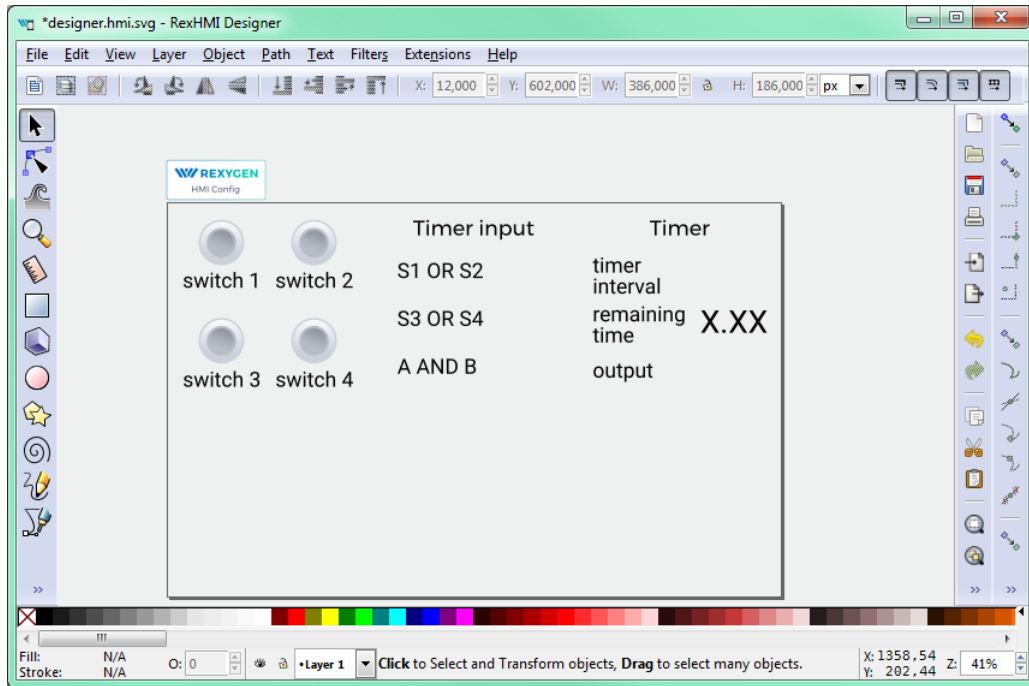 *designer.hmi.svg - RexHMI Designer
File Edit View Layer Object Path Text Filters Extensions Help
X: 12,000 Y: 602,000 W: 386,000 H: 186,000 px
REXYGEN
HMI Config
Timer input Timer
switch 1 switch 2
S1 OR S2
timer
interval
S3 OR S4
remaining
time
X.XX
switch 3 switch 4
A AND B
output
Fill: N/A
Stroke: N/A
O: 0
•Layer 1
Click to Select and Transform objects, Drag to select many objects.
X: 1358,54
Y: 202,44
Z: 41%